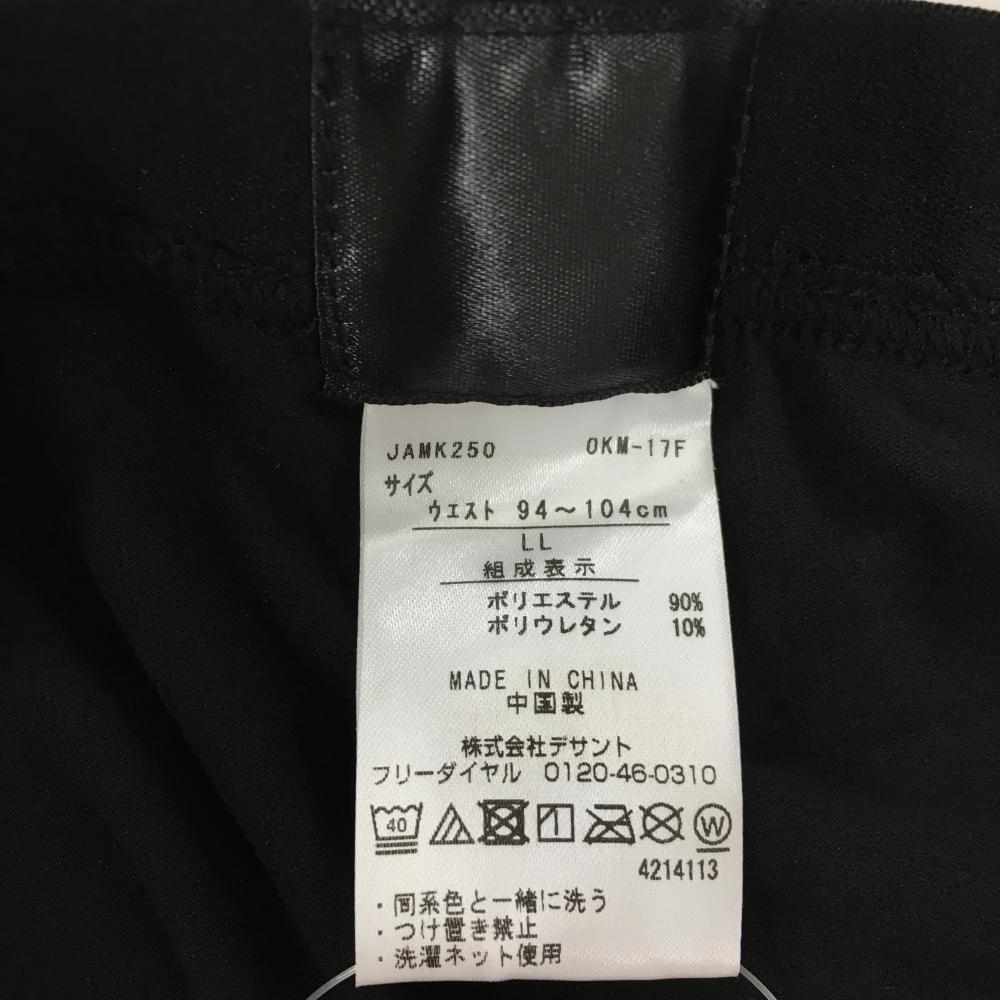 JAMK250 OKM-17F
サイズ
ウエスト 94～104cm
LL
組成表示
ポリエステル 90%
ポリウレタン 10%
MADE IN CHINA
中国製
株式会社デサント
フリーダイヤル 0120-46-0310
40 W
4214113
・同系色と一緒に洗う
・つけ置き禁止
・洗濯ネット使用